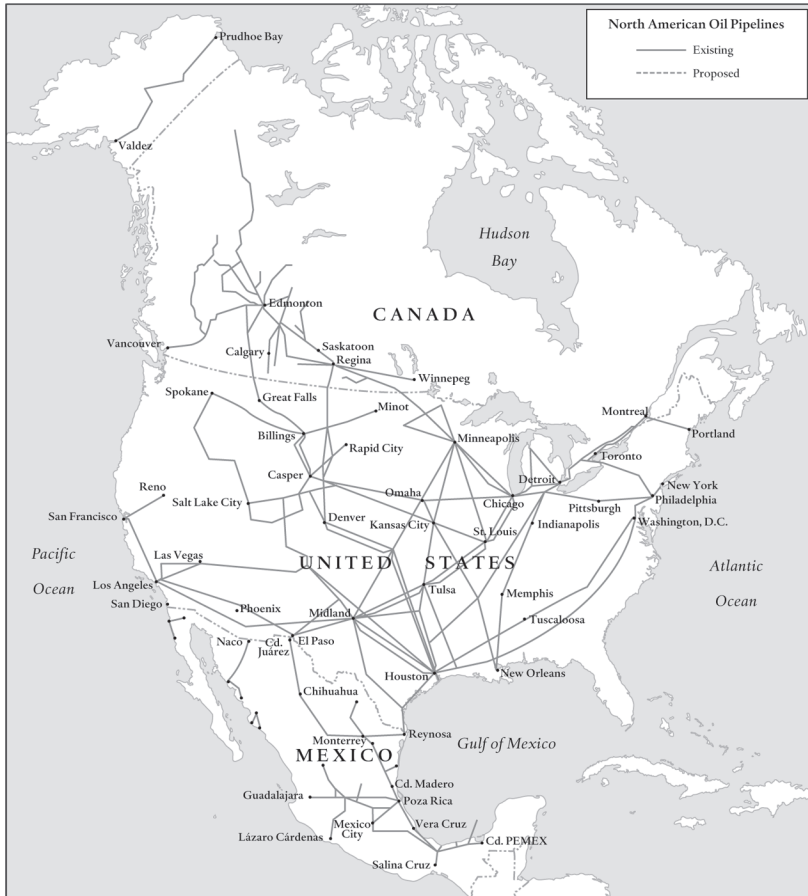 North American Oil Pipelines
Existing
Proposed
Prudhoe Bay
Valdez
Hudson
Bay
Edmonton
CANADA
Vancouver
Calgary
Saskatoon
Regina
Winnepeg
Spokane
Great Falls
Minot
Montreal
Billings
Minneapolis
Portland
Rapid City
Toronto
Casper
Detroit
Reno
Omaha
New York
Salt Lake City
Chicago
Philadelphia
Pittsburgh
San Francisco
Denver
Kansas City
Indianapolis
Washington, D.C.
St. Louis
Pacific
Ocean
Las Vegas
UNITED STATES
Atlantic
Ocean
Los Angeles
Tulsa
Memphis
San Diego
Phoenix
Midland
Tuscaloosa
Naco
Cd.
Juárez
El Paso
Houston
New Orleans
Chihuahua
Reynosa
Monterrey
Gulf of Mexico
MEXICO
Cd. Madero
Guadalajara
Poza Rica
Mexico
City
Vera Cruz
Lázaro Cárdenas
Cd. PEMEX
Salina Cruz